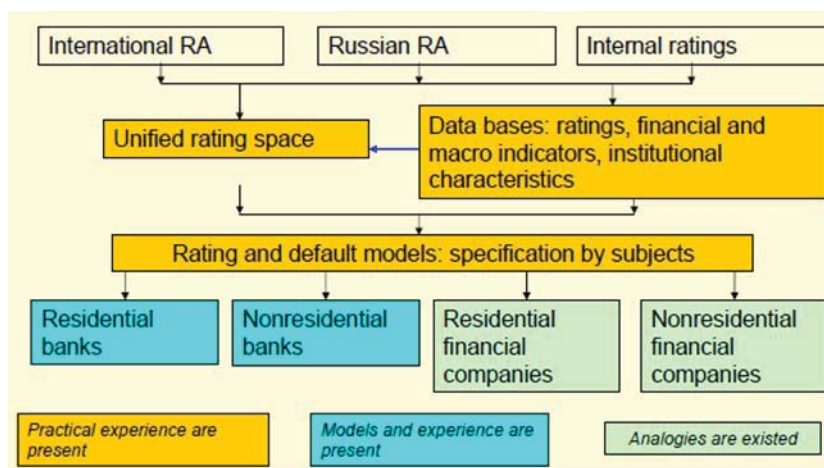 International RA
Russian RA
Internal ratings
Unified rating space
Data bases: ratings, financial and
macro indicators, institutional
characteristics
Rating and default models: specification by subjects
Residential
banks
Nonresidential
banks
Residential
financial
companies
Nonresidential
financial
companies
Practical experience are
present
Models and experience are
present
Analogies are existed